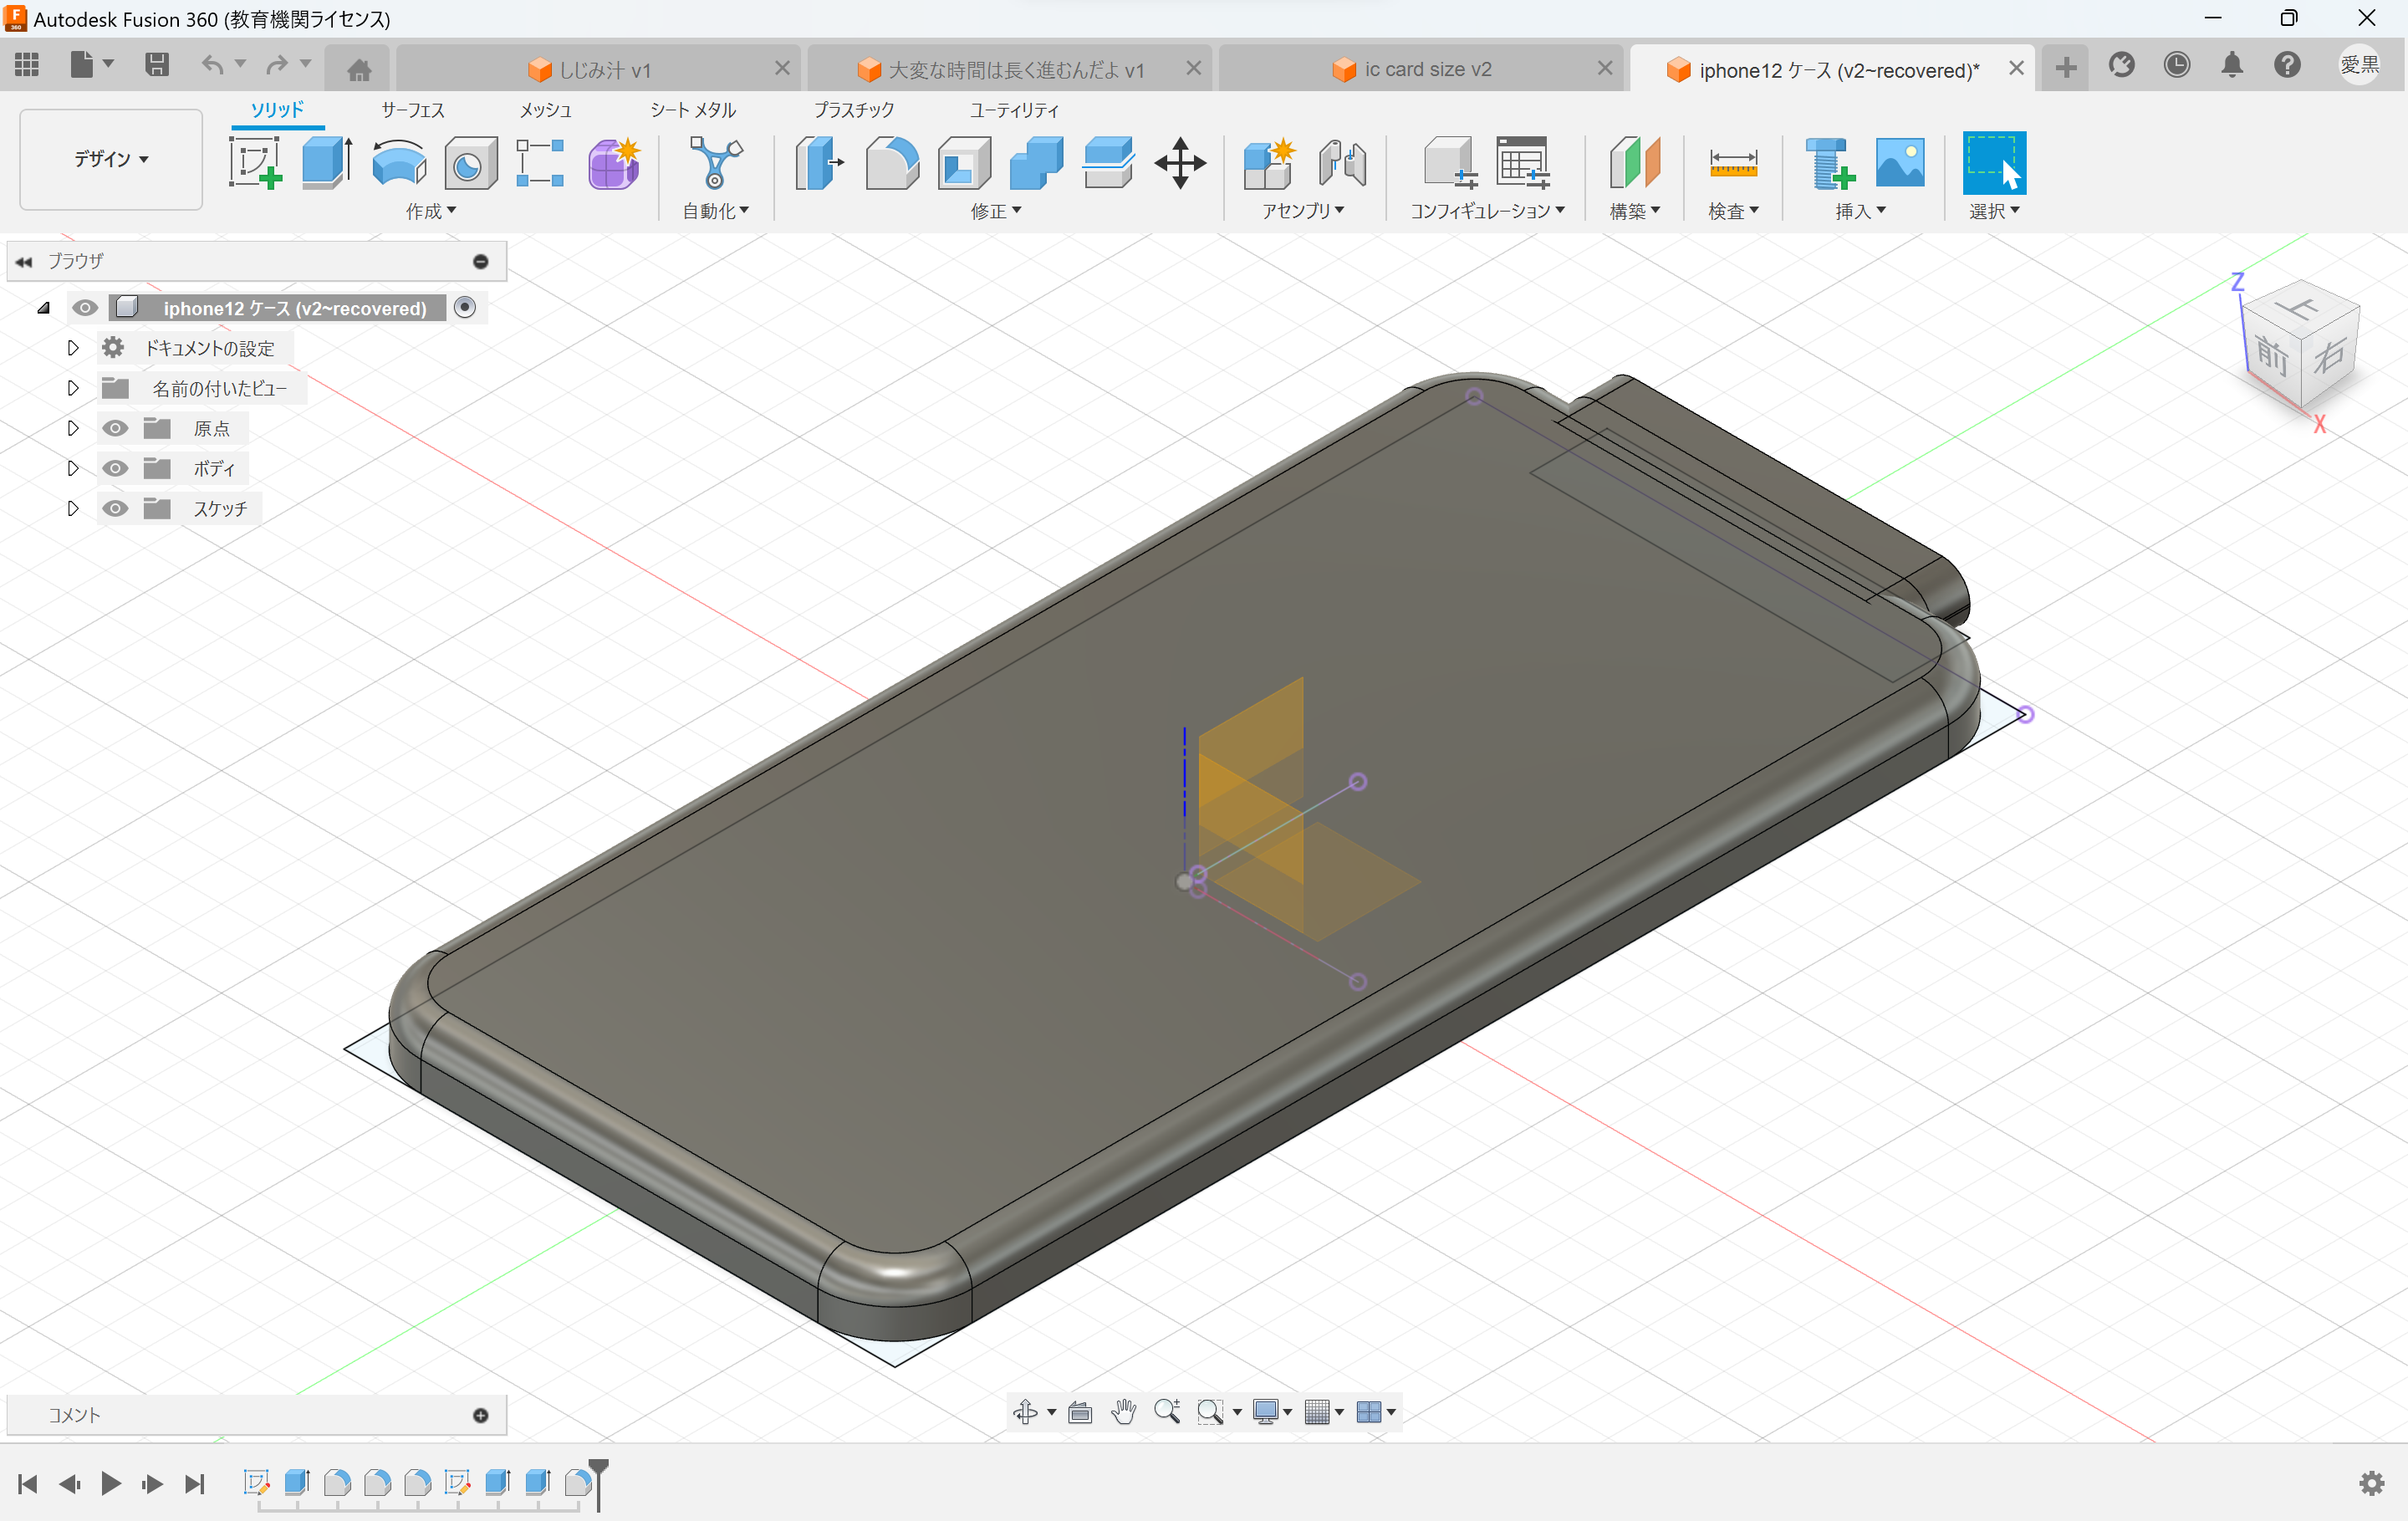 Autodesk Fusion 360 (教育機関ライセンス)
しじみ汁 v1
大変な時間は長く進むんだよ v1
ic card size v2
iphone12 ケース (v2~recovered)*
愛黒
ソリッド サーフェス メッシュ シート メタル プラスチック ユーティリティ
デザイン
作成 自動化 修正 アセンブリ コンフィギュレーション 構築 検査 挿入 選択
ブラウザ
iphone12 ケース (v2~recovered)
ドキュメントの設定
名前の付いたビュー
原点
ボディ
スケッチ
Z
上
前
右
X
コメント